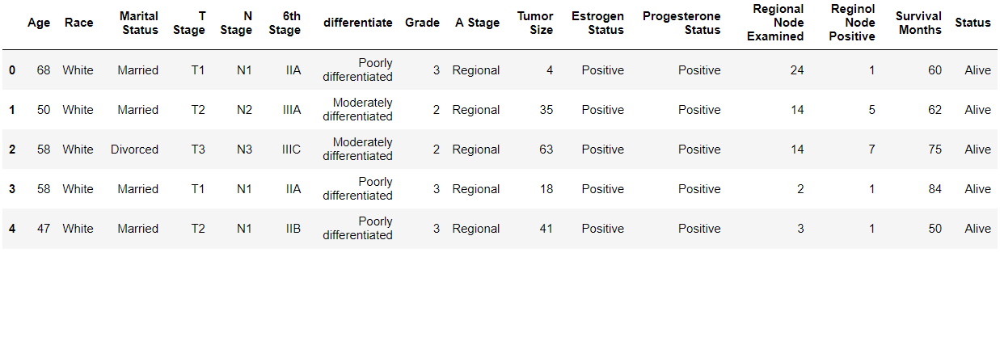 Age Race Marital Status T Stage N Stage 6th Stage differentiate Grade A Stage Tumor Size Estrogen Status Progesterone Status Regional Node Examined Reginol Node Positive Survival Months Status
0 68 White Married T1 N1 IIA Poorly differentiated 3 Regional 4 Positive Positive 24 1 60 Alive
1 50 White Married T2 N2 IIIA Moderately differentiated 2 Regional 35 Positive Positive 14 5 62 Alive
2 58 White Divorced T3 N3 IIIC Moderately differentiated 2 Regional 63 Positive Positive 14 7 75 Alive
3 58 White Married T1 N1 IIA Poorly differentiated 3 Regional 18 Positive Positive 2 1 84 Alive
4 47 White Married T2 N1 IIB Poorly differentiated 3 Regional 41 Positive Positive 3 1 50 Alive